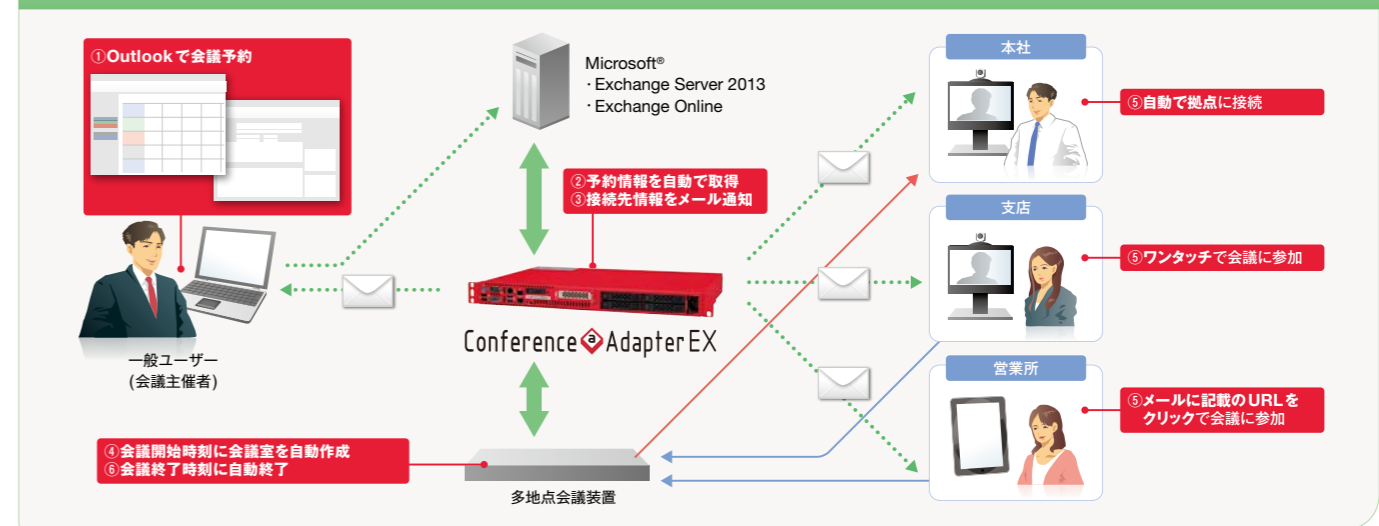 ①Outlookで会議予約
Microsoft®
・Exchange Server 2013
・Exchange Online
②予約情報を自動で取得
③接続先情報をメール通知
Conference a Adapter EX
一般ユーザー
(会議主催者)
④会議開始時刻に会議室を自動作成
⑥会議終了時刻に自動終了
多地点会議装置
本社
⑤自動で拠点に接続
支店
⑤ワンタッチで会議に参加
営業所
⑤メールに記載のURLを
クリックで会議に参加